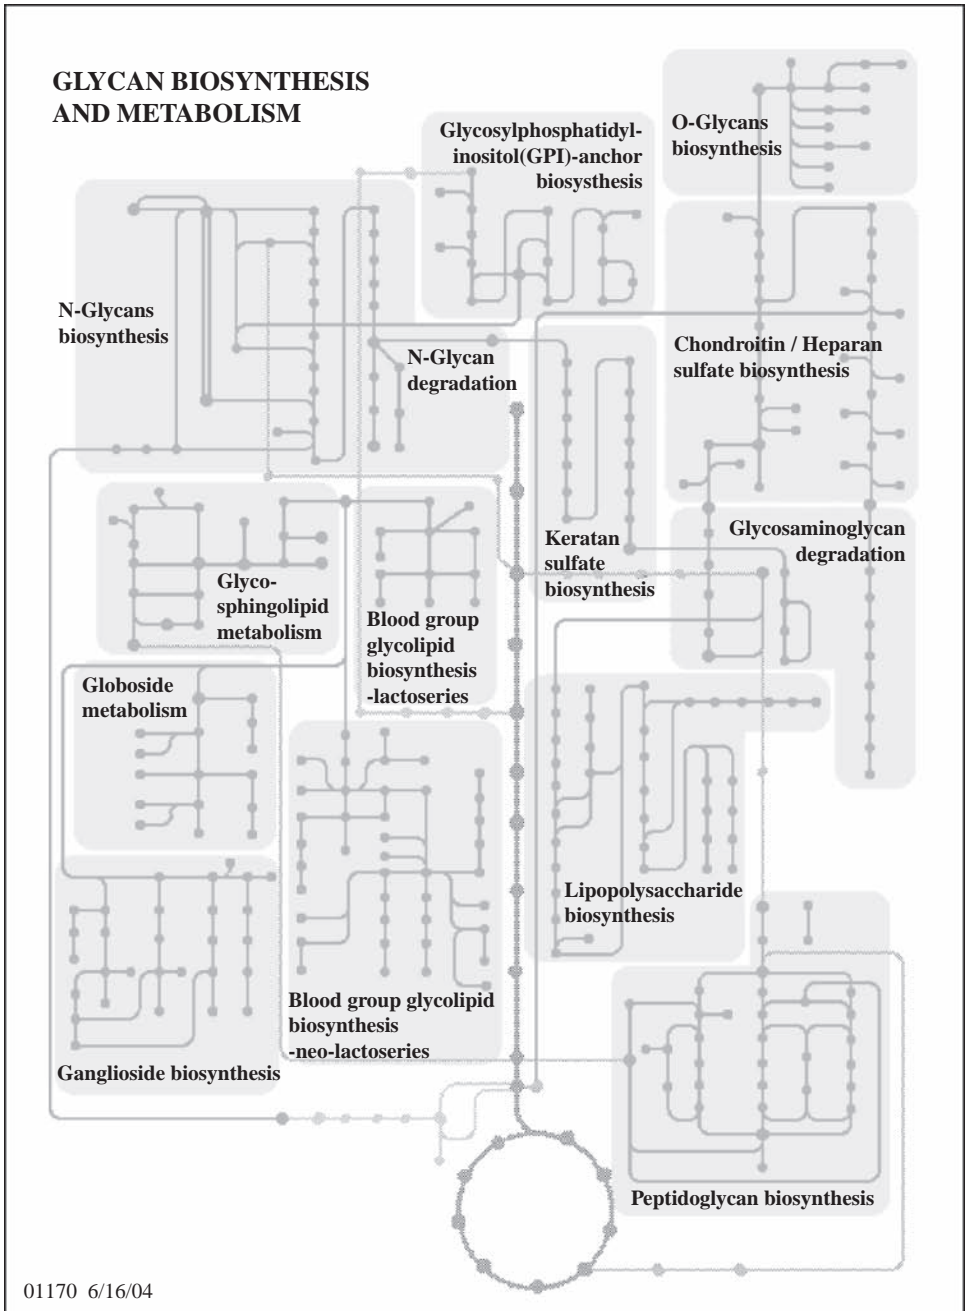 GLYCAN BIOSYNTHESIS
AND METABOLISM
O-Glycans
biosynthesis
Glycosylphosphatidyl-
inositol(GPI)-anchor
biosysthesis
N-Glycans
biosynthesis
N-Glycan
degradation
Chondroitin / Heparan
sulfate biosynthesis
Keratan
sulfate
biosynthesis
Glycosaminoglycan
degradation
Glyco-
sphingolipid
metabolism
Blood group
glycolipid
biosynthesis
-lactoseries
Globoside
metabolism
Lipopolysaccharide
biosynthesis
Blood group glycolipid
biosynthesis
-neo-lactoseries
Ganglioside biosynthesis
Peptidoglycan biosynthesis
01170 6/16/04